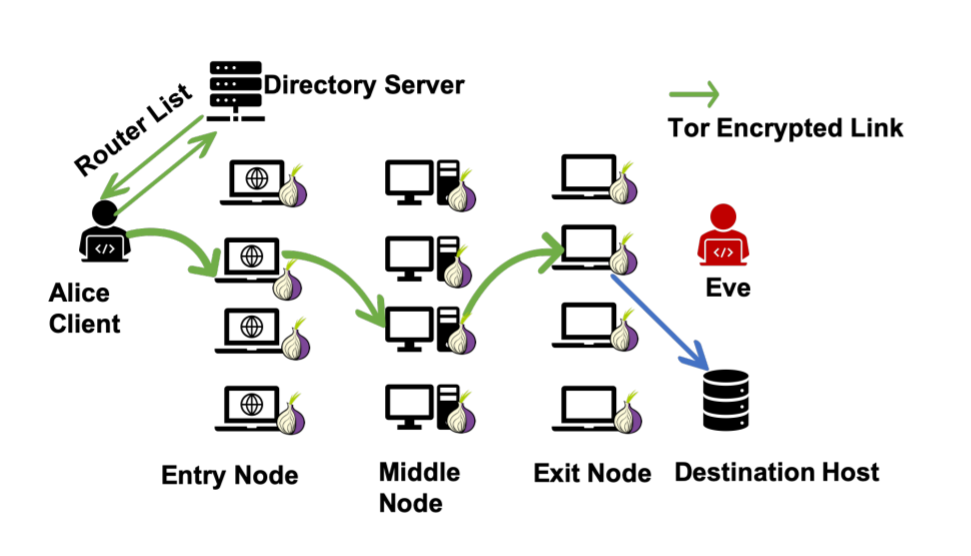 Directory Server
Router List
Tor Encrypted Link
</>
</>
Alice
Client
Eve
Entry Node
Middle
Node
Exit Node
Destination Host